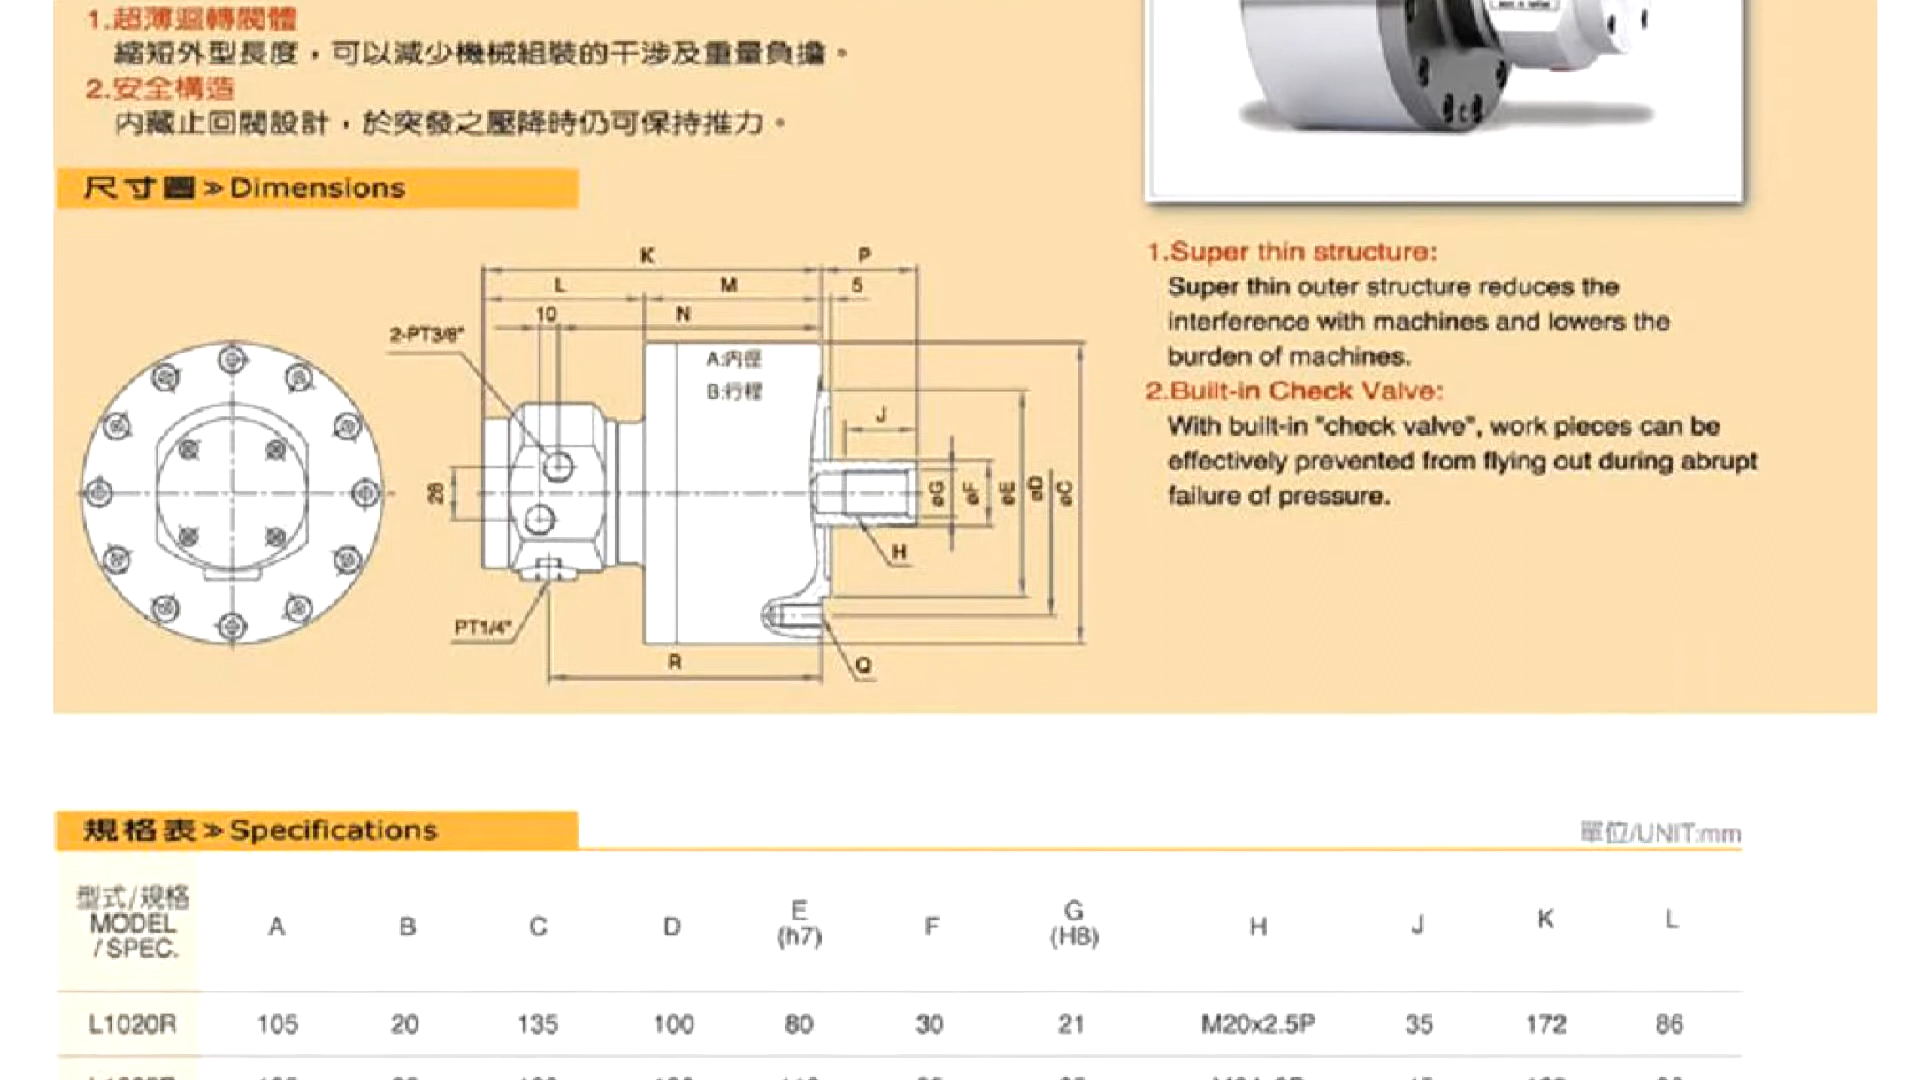 1.超薄迴轉閥體
縮短外型長度，可以減少機械組裝的干涉及重量負擔。
2.安全構造
內藏止回閥設計，於突發之壓降時仍可保持推力。
尺寸圖 » Dimensions
K
P
L
M
5
10
N
2-PT3/8"
A:內徑
B:行程
J
28
øG
øF
øE
øD
øC
H
PT1/4"
R
Q
1.Super thin structure:
Super thin outer structure reduces the
interference with machines and lowers the
burden of machines.
2.Built-in Check Valve:
With built-in "check valve", work pieces can be
effectively prevented from flying out during abrupt
failure of pressure.
規格表 » Specifications
單位/UNIT:mm
型式/規格
MODEL
/SPEC.
A B C D E (h7) F G (H8) H J K L
L1020R 105 20 135 100 80 30 21 M20x2.5P 35 172 86